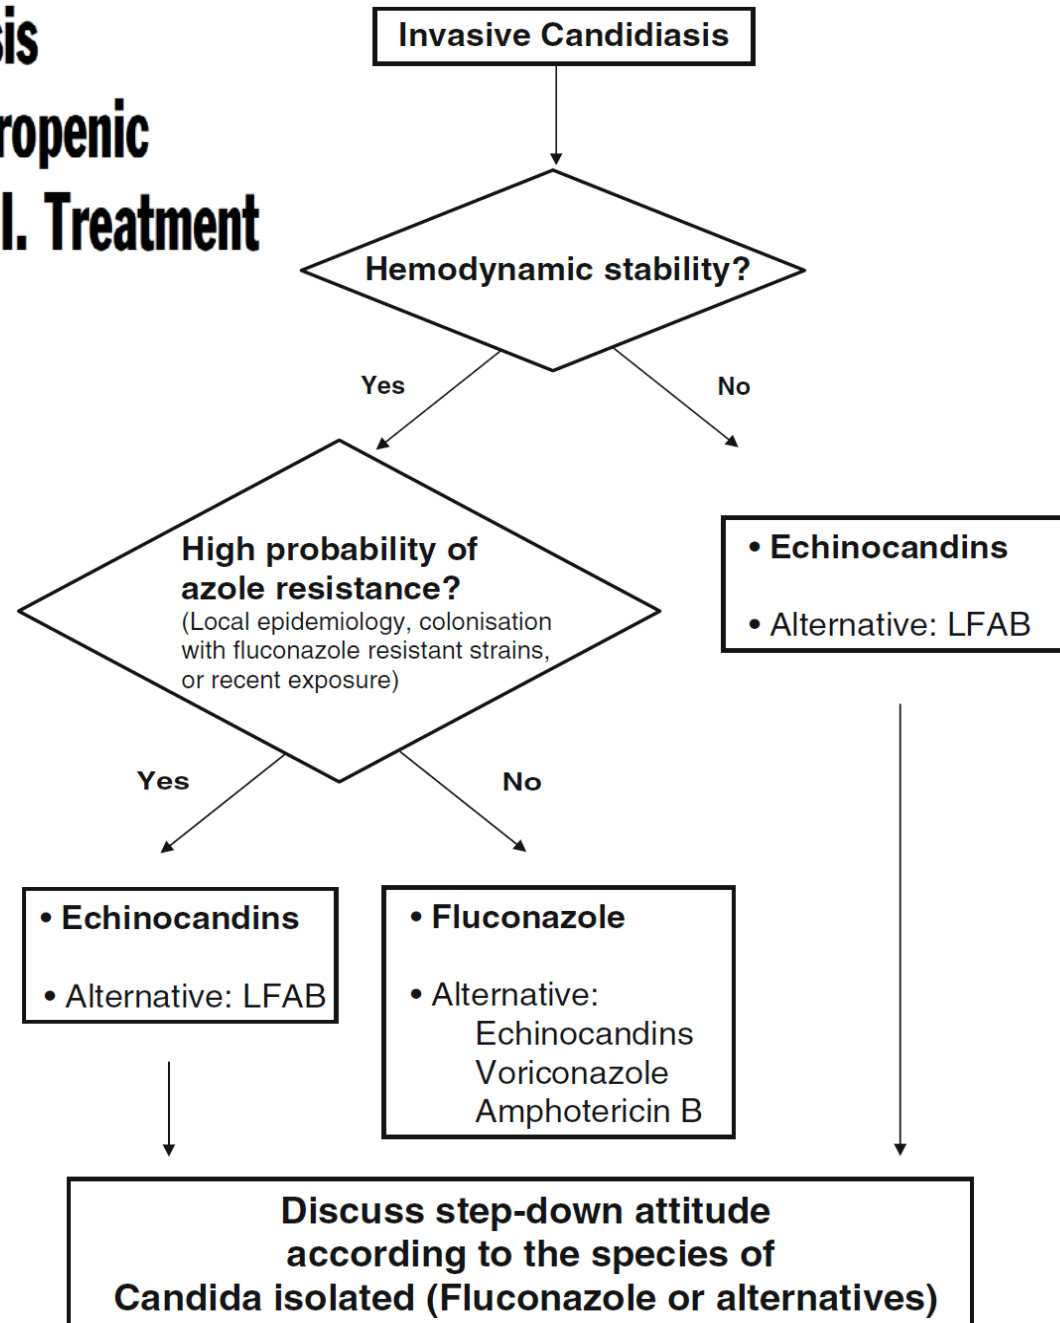 Invasive Candidiasis
sis
ropenic
I. Treatment
Hemodynamic stability?
Yes
No
High probability of
azole resistance?
(Local epidemiology, colonisation
with fluconazole resistant strains,
or recent exposure)
• Echinocandins
• Alternative: LFAB
Yes
No
• Echinocandins
• Alternative: LFAB
• Fluconazole
• Alternative:
Echinocandins
Voriconazole
Amphotericin B
Discuss step-down attitude
according to the species of
Candida isolated (Fluconazole or alternatives)